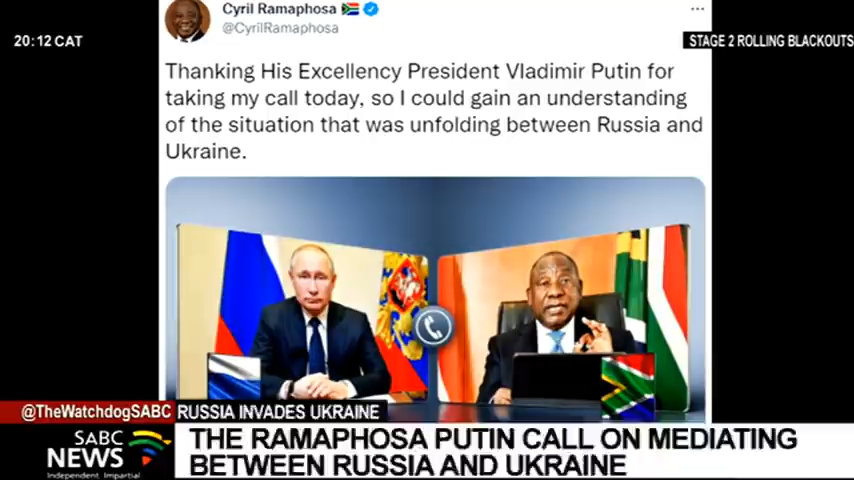 Cyril Ramaphosa
@CyrilRamaphosa
20:12 CAT
STAGE 2 ROLLING BLACKOUTS
Thanking His Excellency President Vladimir Putin for
taking my call today, so I could gain an understanding
of the situation that was unfolding between Russia and
Ukraine.
@TheWatchdogSABC
RUSSIA INVADES UKRAINE
SABC
NEWS
Independent. Impartial
THE RAMAPHOSA PUTIN CALL ON MEDIATING
BETWEEN RUSSIA AND UKRAINE